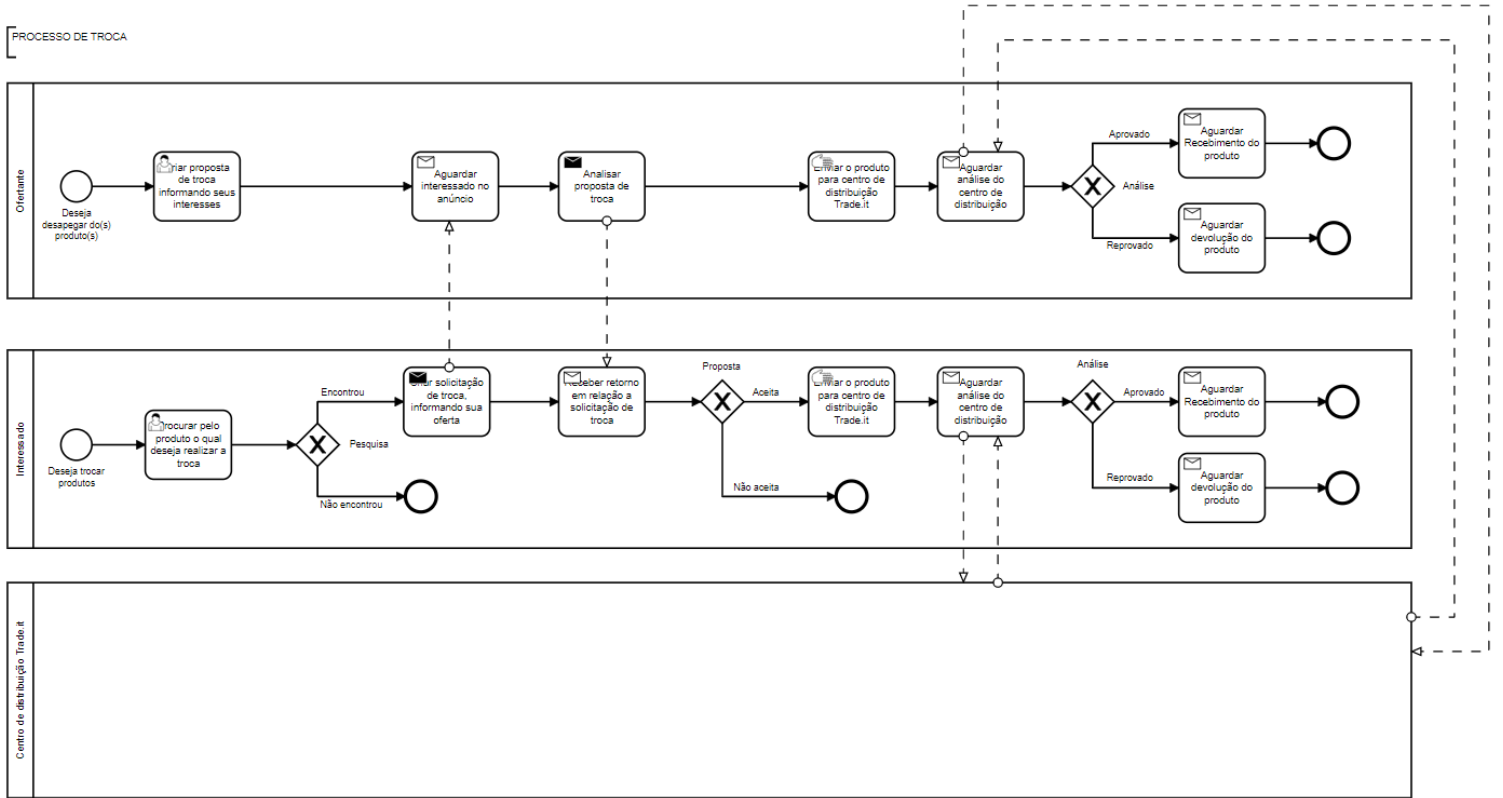 PROCESSO DE TROCA
Ofertante
Deseja
desapegar do(s)
produto(s)
Criar proposta
de troca
informando seus
interesses
Aguardar
interessado no
anúncio
Analisar
proposta de
troca
Enviar o produto
para centro de
distribuição
Trade.it
Aguardar
análise do
centro de
distribuição
Análise
Aprovado
Reprovado
Aguardar
Recebimento do
produto
Aguardar
devolução do
produto
Interessado
Deseja trocar
produtos
Procurar pelo
produto o qual
deseja realizar a
troca
Pesquisa
Encontrou
Não encontrou
Criar solicitação
de troca,
informando sua
oferta
Receber retorno
em relação a
solicitação de
troca
Proposta
Aceita
Não aceita
Enviar o produto
para centro de
distribuição
Trade.it
Aguardar
análise do
centro de
distribuição
Análise
Aprovado
Reprovado
Aguardar
Recebimento do
produto
Aguardar
devolução do
produto
Centro de distribuição Trade.it